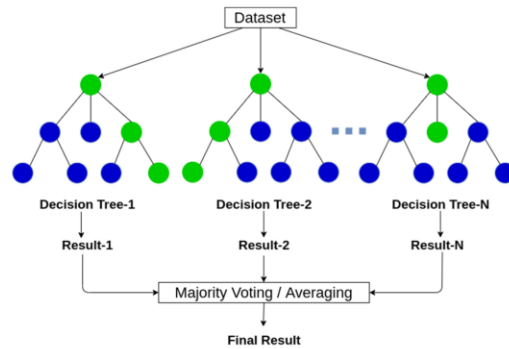 Dataset
Decision Tree-1
Decision Tree-2
Decision Tree-N
Result-1
Result-2
Result-N
Majority Voting / Averaging
Final Result